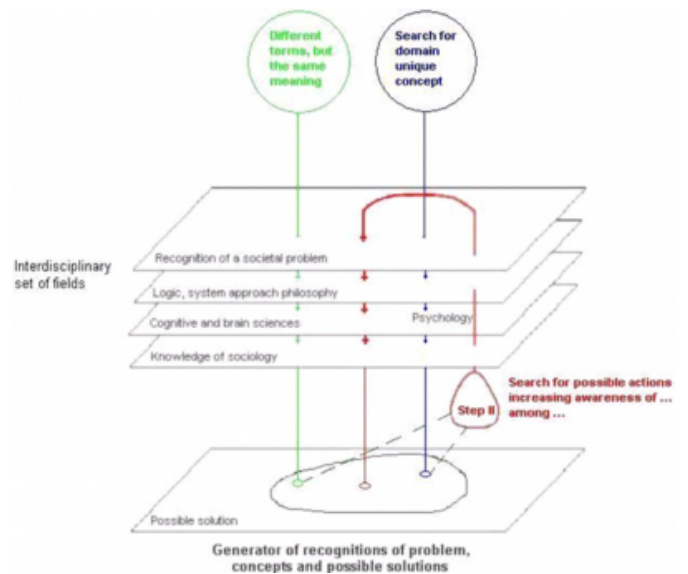 Different
terms, but
the same
meaning
Search for
domain
unique
concept
Interdisciplinary
set of fields
Recognition of a societal problem
Logic, system approach philosophy
Cognitive and brain sciences
Psychology
Knowledge of sociology
Search for possible actions
increasing awareness of ...
among ...
Step II
Possible solution
Generator of recognitions of problem,
concepts and possible solutions